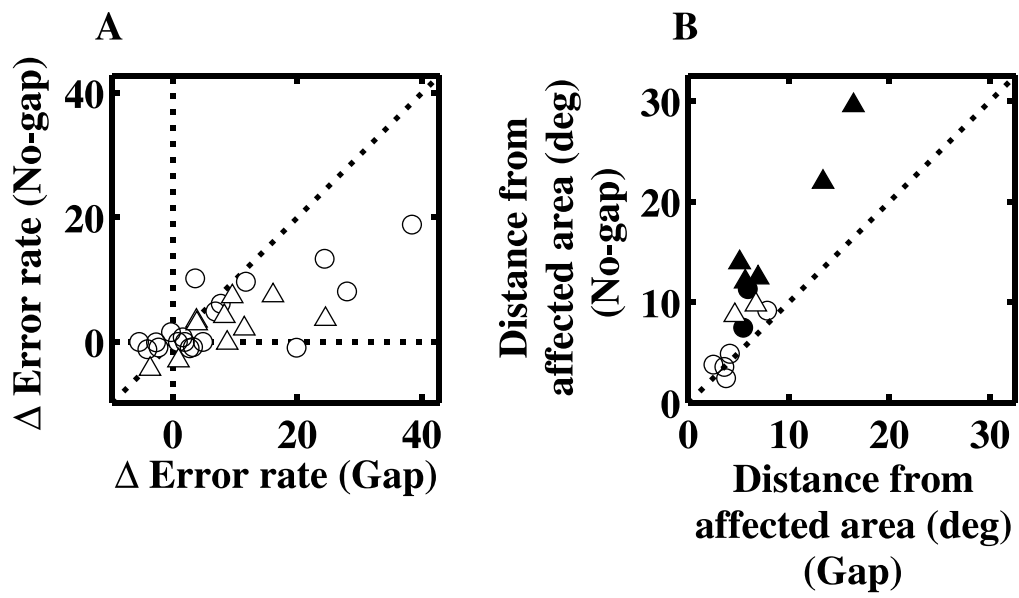 A
Δ Error rate (No-gap)
40
20
0
0 20 40
Δ Error rate (Gap)
B
Distance from
affected area (deg)
(No-gap)
30
20
10
0
0 10 20 30
Distance from
affected area (deg)
(Gap)